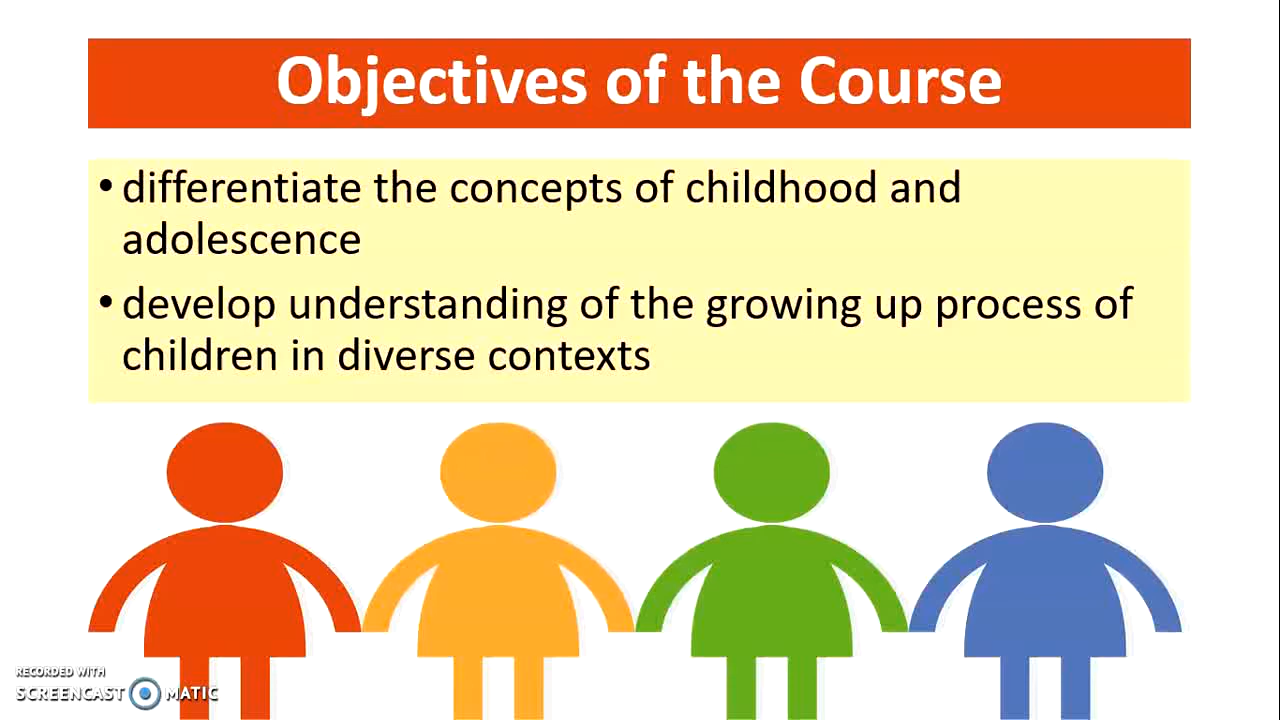 Objectives of the Course
• differentiate the concepts of childhood and
adolescence
• develop understanding of the growing up process of
children in diverse contexts
RECORDED WITH
SCREENCAST MATIC